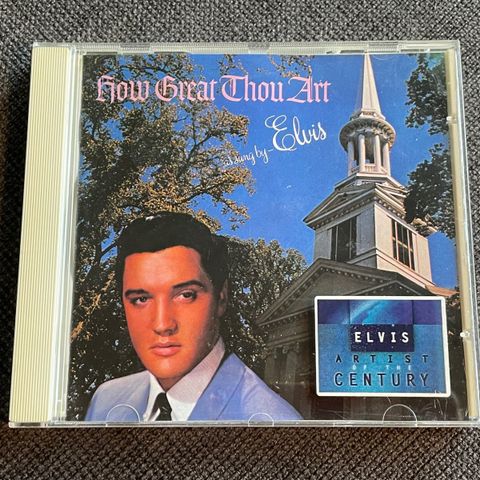 How Great Thou Art
as sung by Elvis
ELVIS
ARTIST
OF THE
CENTURY